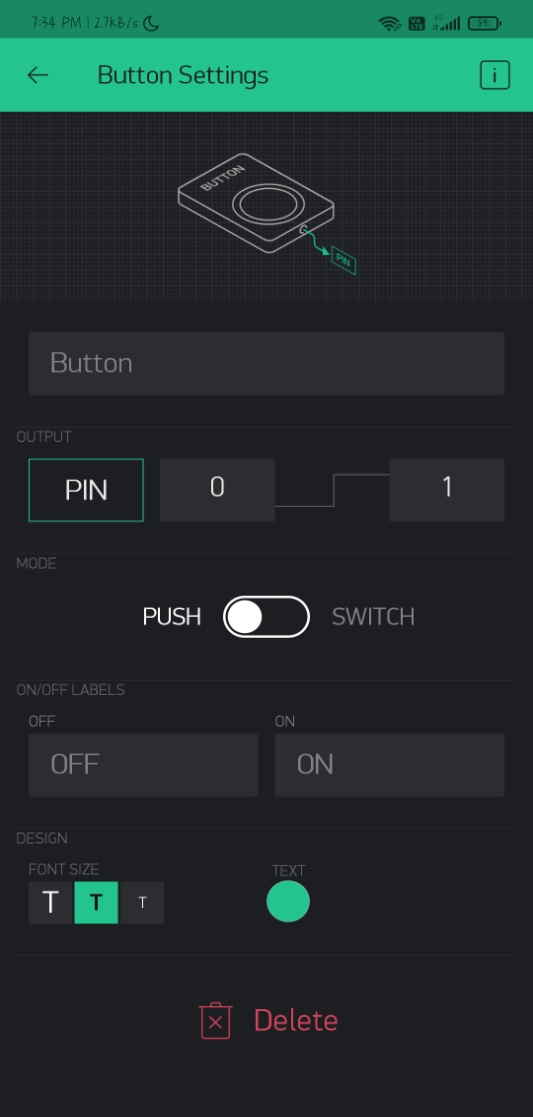 7:34 PM | 2.7KB/s
Button Settings
i
BUTTON
PIN
Button
OUTPUT
PIN 0 1
MODE
PUSH SWITCH
ON/OFF LABELS
OFF ON
OFF ON
DESIGN
FONT SIZE TEXT
T T T
Delete